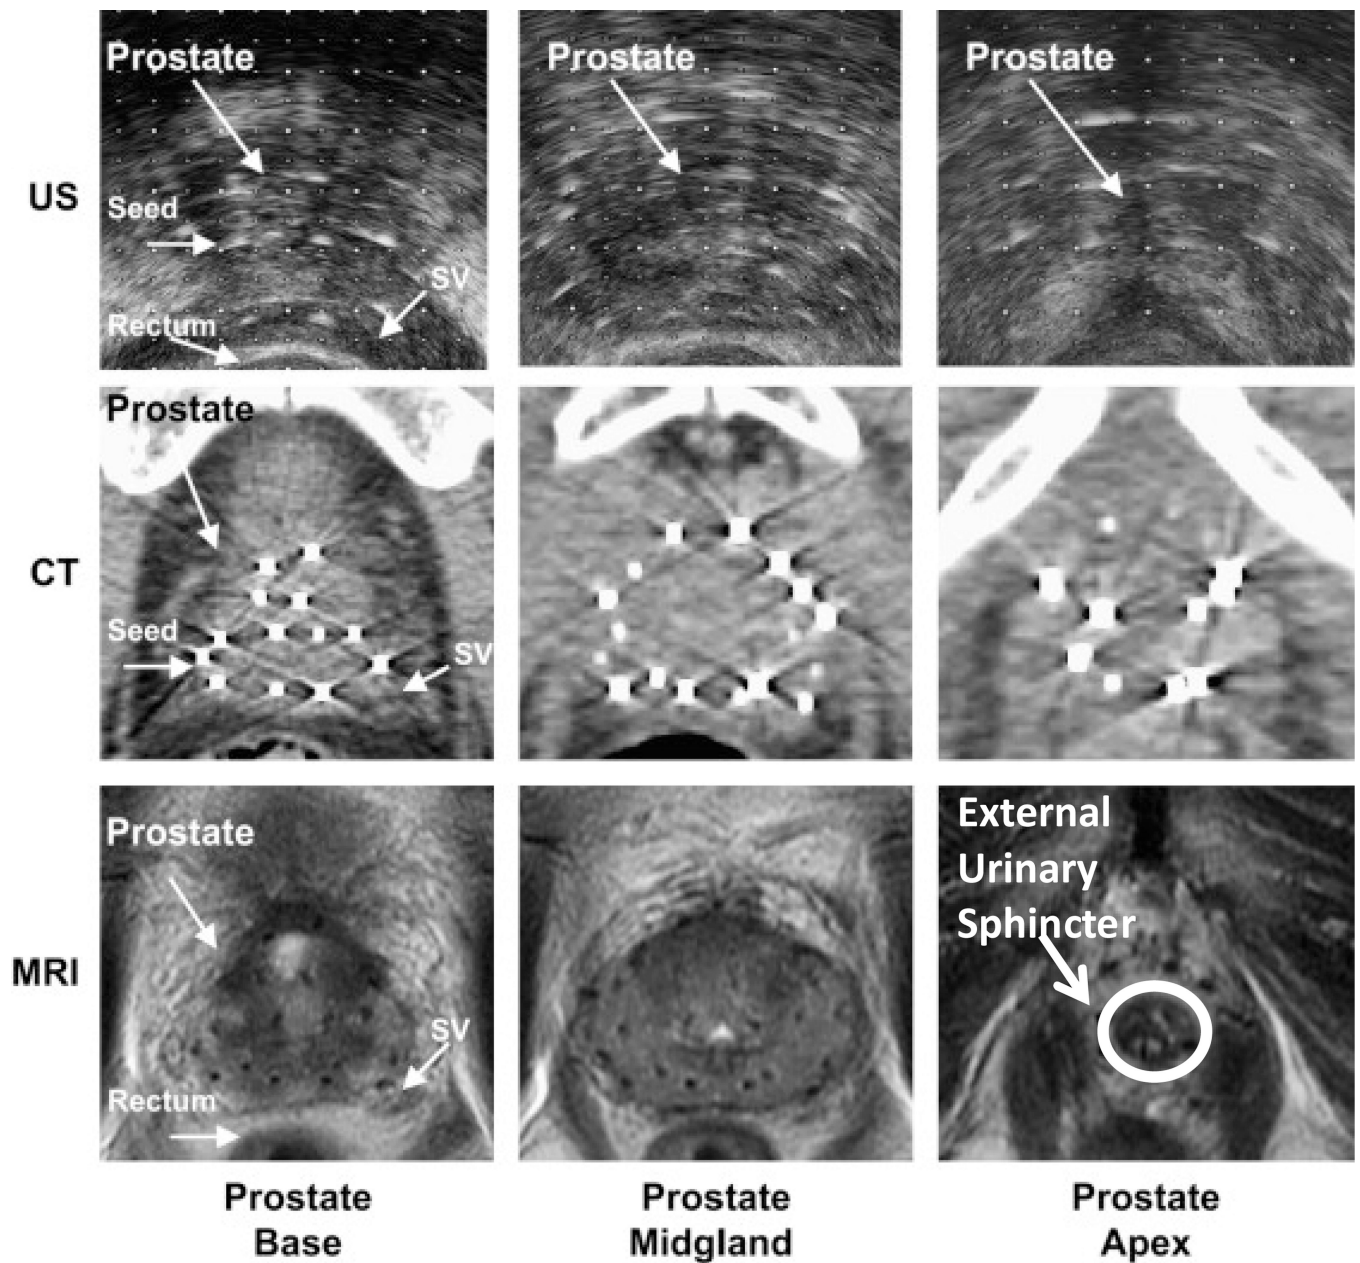 Prostate
Prostate
Prostate
US
Seed
SV
Rectum
Prostate
CT
Seed
SV
Prostate
External
Urinary
Sphincter
MRI
SV
Rectum
Prostate
Base
Prostate
Midgland
Prostate
Apex